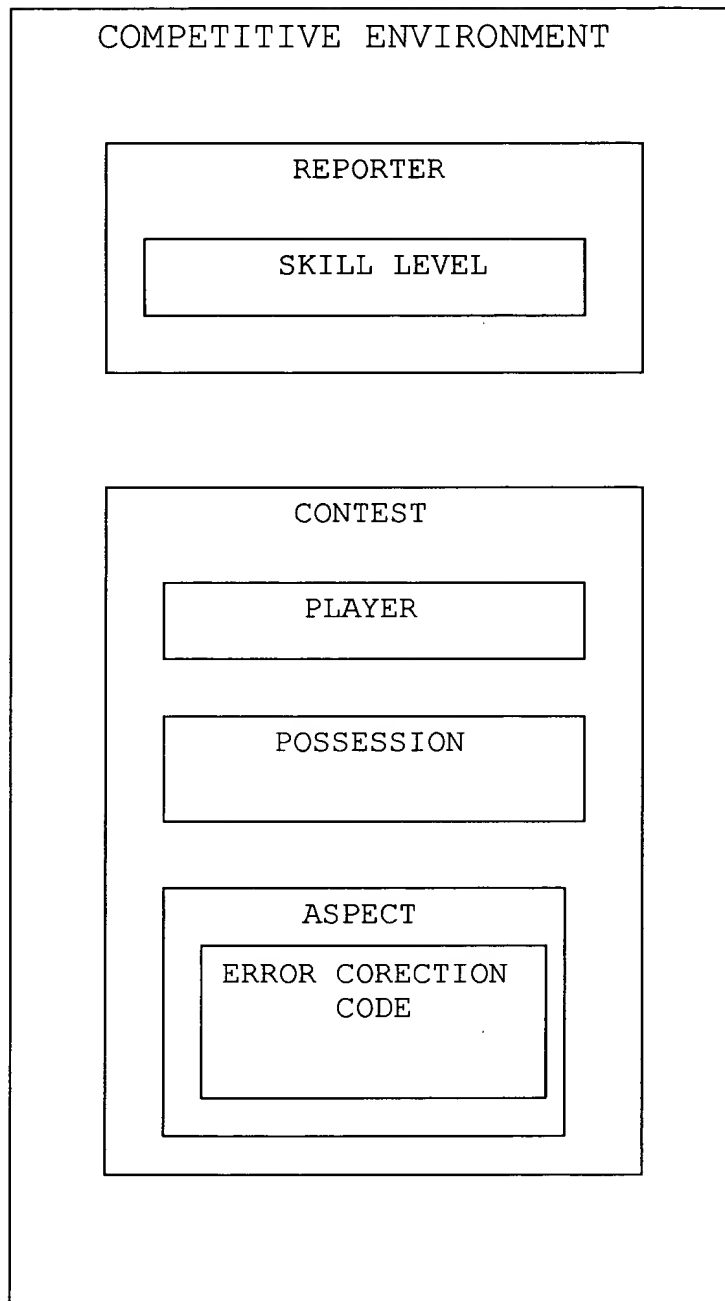 COMPETITIVE ENVIRONMENT
REPORTER
SKILL LEVEL
CONTEST
PLAYER
POSSESSION
ASPECT
ERROR CORECTION
CODE